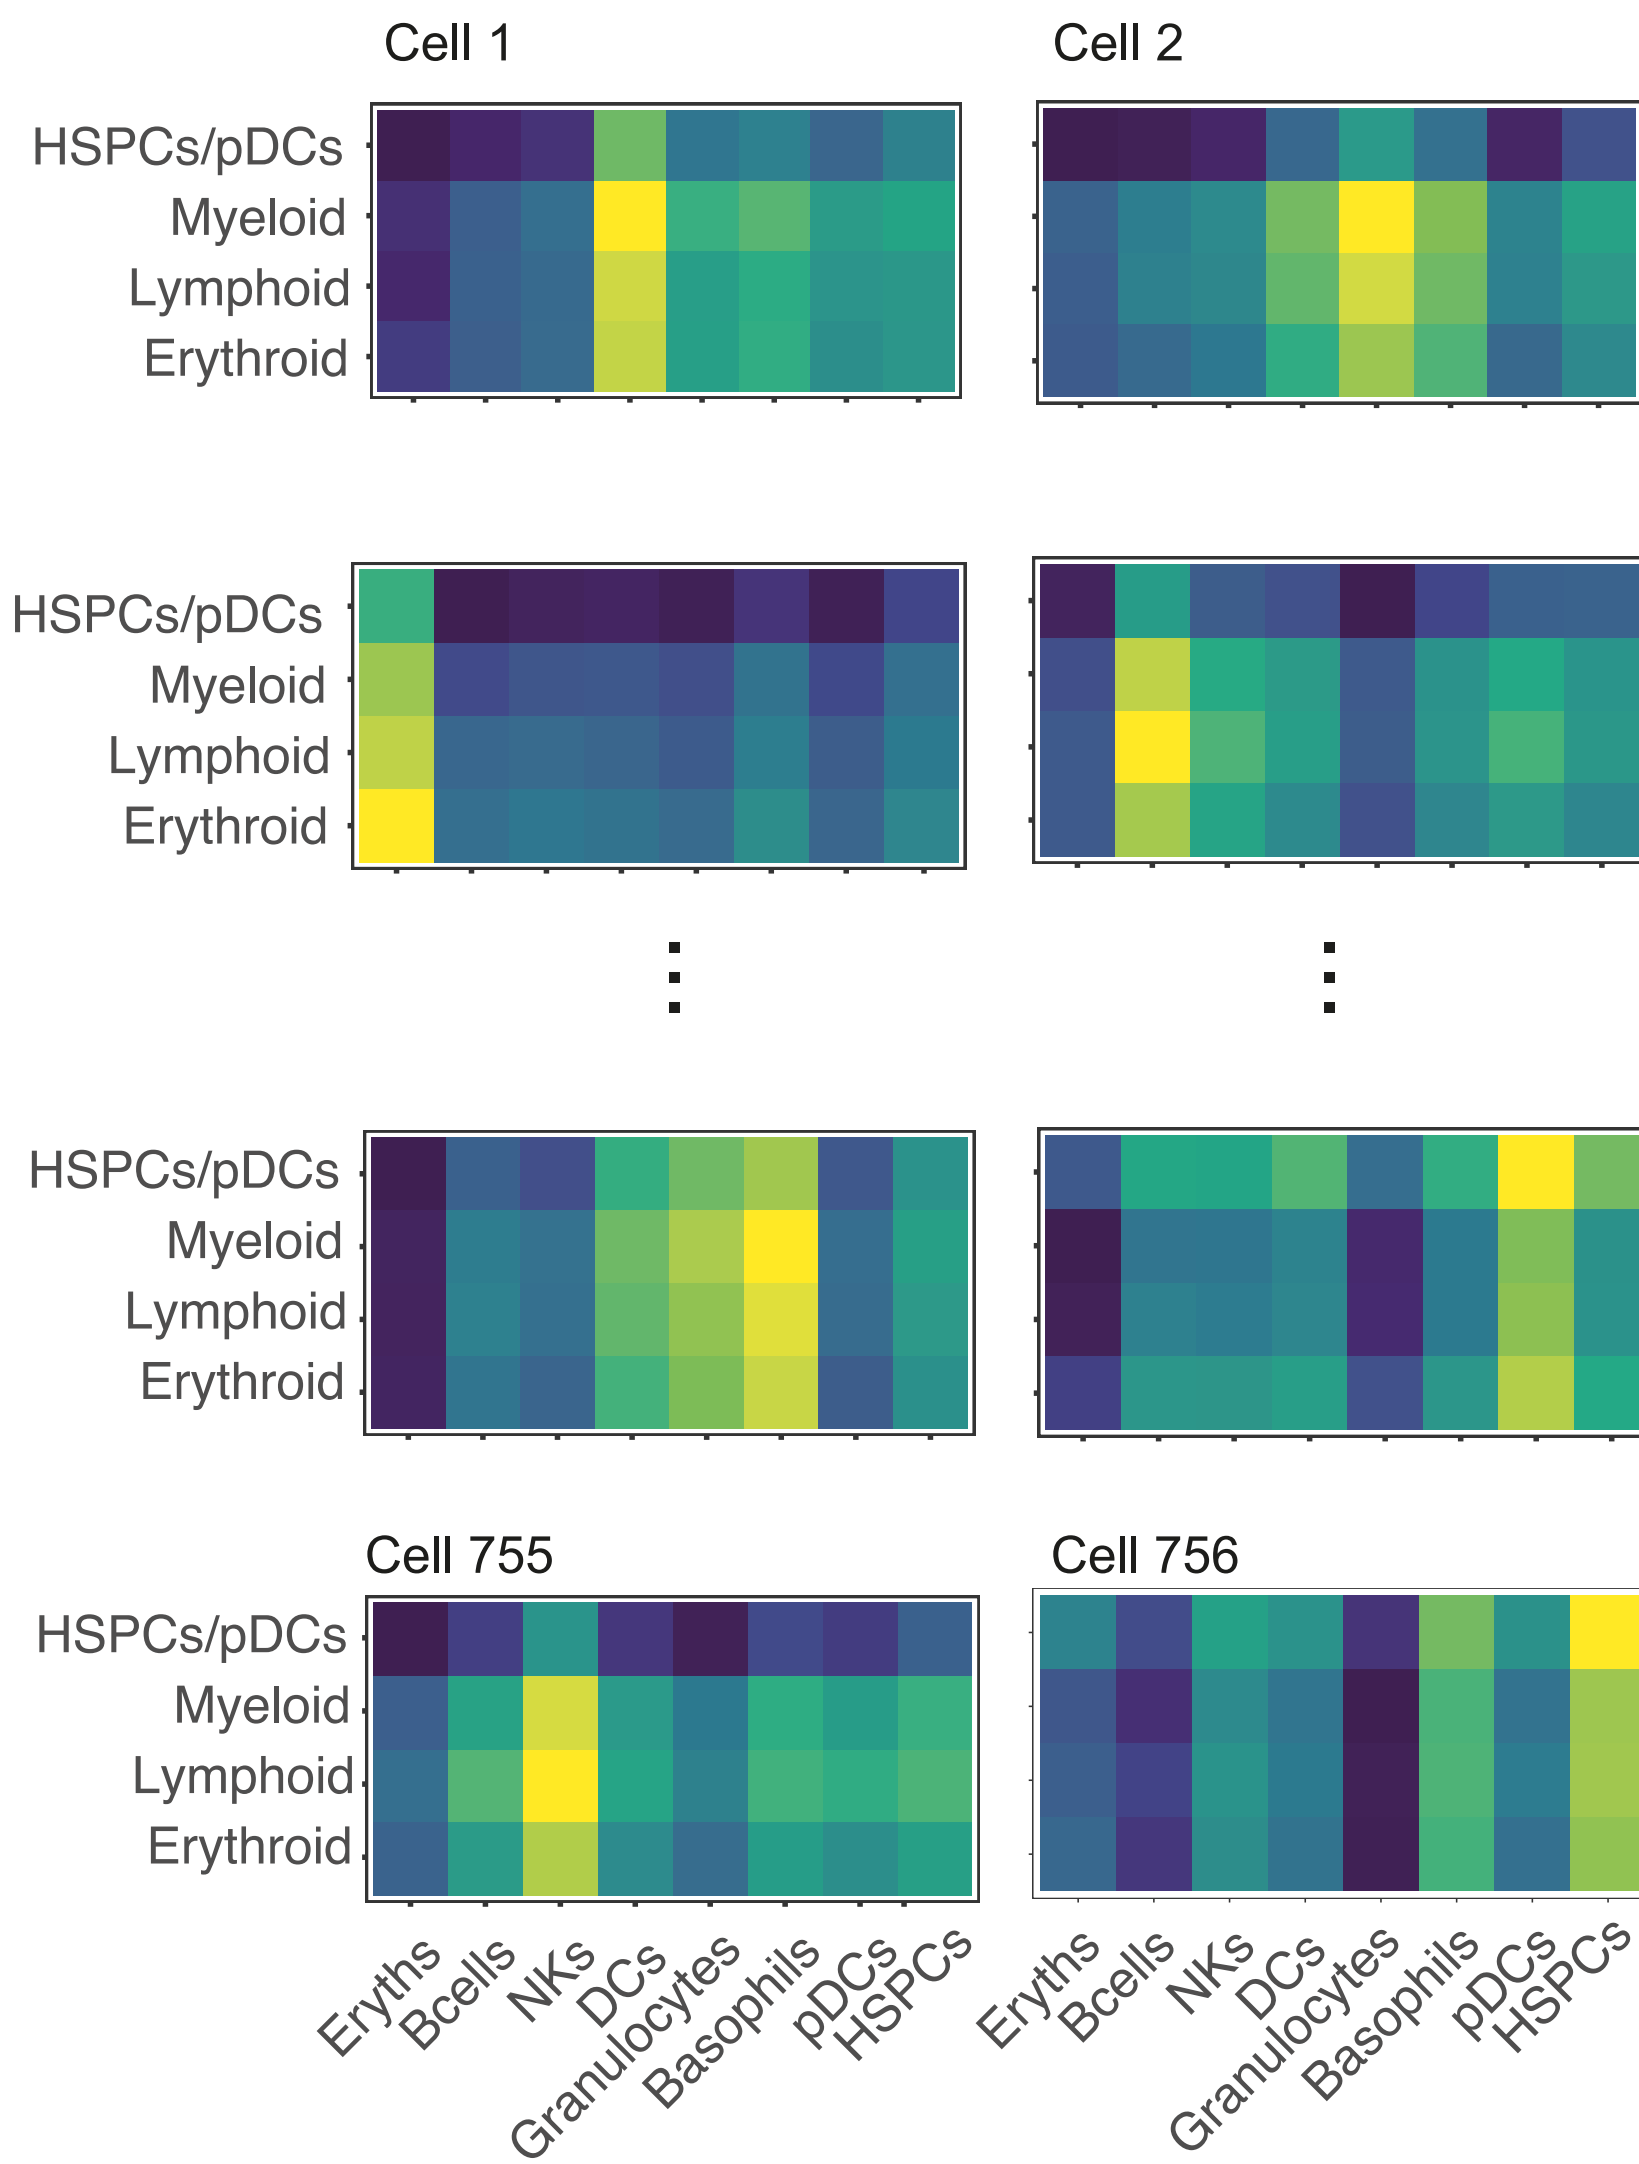 Cell 1
Cell 2
HSPCs/pDCs
Myeloid
Lymphoid
Erythroid
HSPCs/pDCs
Myeloid
Lymphoid
Erythroid
HSPCs/pDCs
Myeloid
Lymphoid
Erythroid
Cell 755
Cell 756
HSPCs/pDCs
Myeloid
Lymphoid
Erythroid
Eryths
Bcells
NKs
DCs
Granulocytes
Basophils
pDCs
HSPCs
Eryths
Bcells
NKs
DCs
Granulocytes
Basophils
pDCs
HSPCs